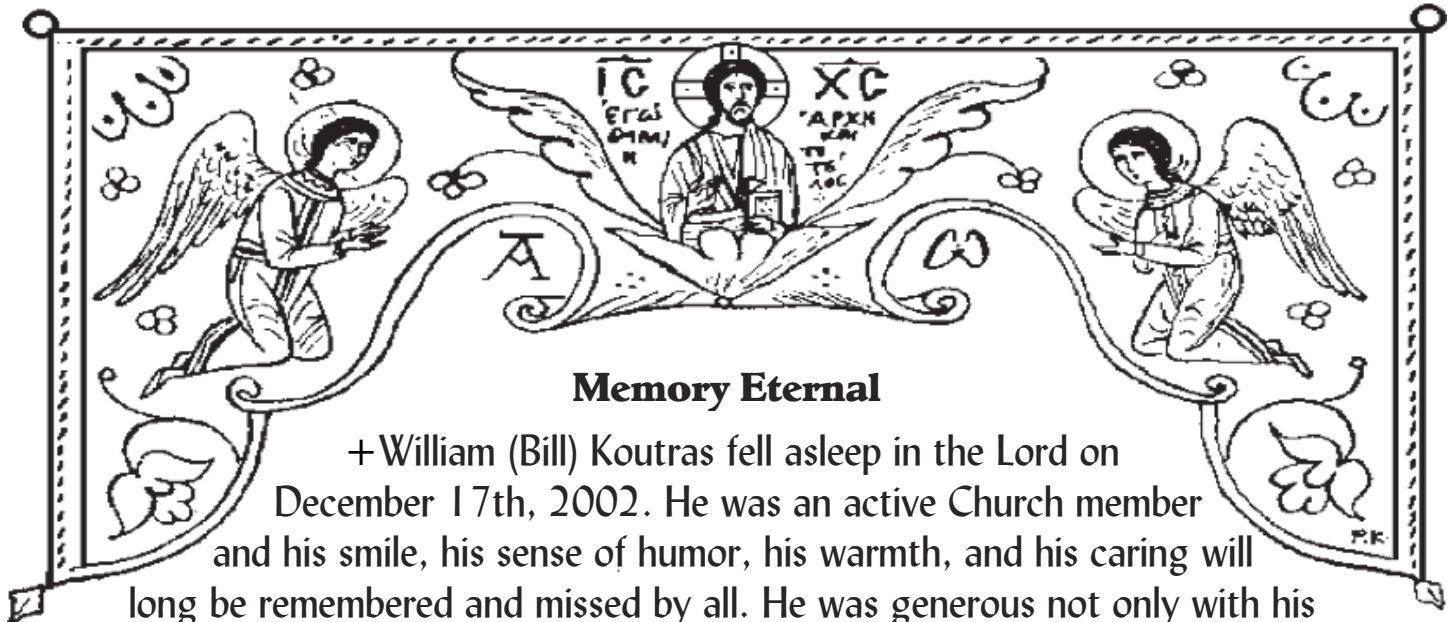 ΙC ΧC
Α ω
Memory Eternal
+William (Bill) Koutras fell asleep in the Lord on
December 17th, 2002. He was an active Church member
and his smile, his sense of humor, his warmth, and his caring will
long be remembered and missed by all. He was generous not only with his
P.K.